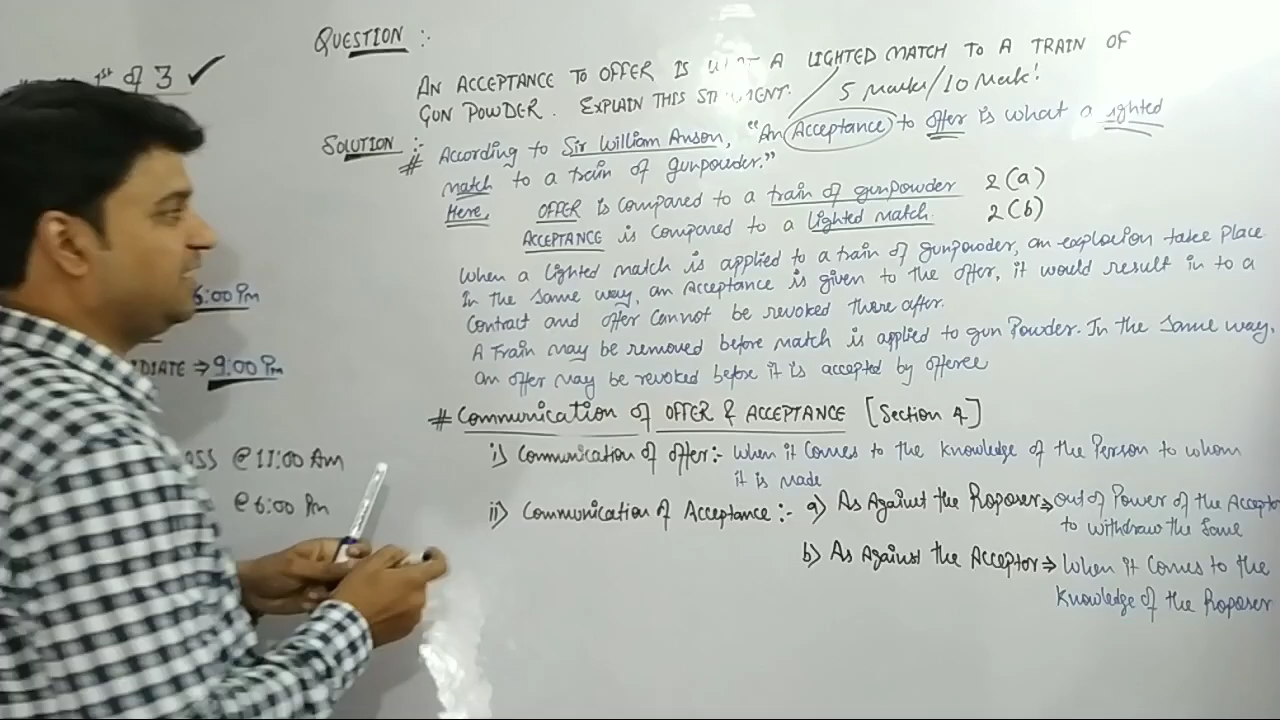 1st of 3 ✓
6:00 Pm
DIATE ⇒ 9:00 Pm
ASS @ 11:00 Am
@ 6:00 Pm
QUESTION :-
AN ACCEPTANCE TO OFFER IS A LIGHTED MATCH TO A TRAIN OF
GUN POWDER. EXPLAIN THIS 5 Marks/10 Mark!
SOLUTION :-
# According to Sir William Anson, "An Acceptance to offer is what a lighted
match to a train of gunpowder."
Here, OFFER is compared to a train of gunpowder 2(a)
ACCEPTANCE is compared to a lighted match. 2(b)
When a lighted match is applied to a train of gunpowder, an explosion take place.
In the same way, an Acceptance is given to the offer, it would result in to a
Contract and offer cannot be revoked there after.
A Train may be removed before match is applied to gun Powder. In the same way,
an offer may be revoked before it is accepted by offeree
# Communication of OFFER & ACCEPTANCE [Section 4]
i) Communication of offer:- When it comes to the knowledge of the Person to whom
it is made
ii) Communication of Acceptance :- a) As Against the Proposer ⇒ out of Power of the Acceptor
to withdraw the Same
b) As Against the Acceptor ⇒ When it comes to the
knowledge of the Proposer